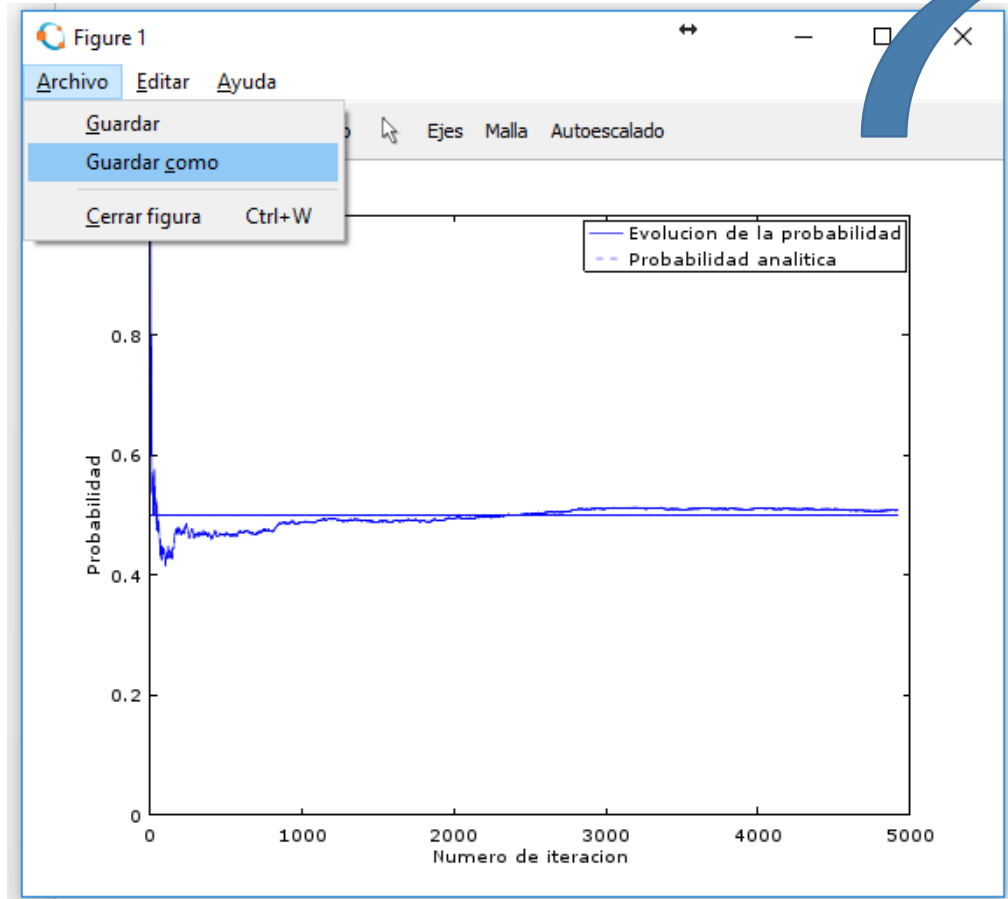 Figure 1
Archivo Editar Ayuda
Guardar
Guardar como
Cerrar figura Ctrl+W
Ejes Malla Autoescalado
Evolucion de la probabilidad
Probabilidad analitica
0.8
0.6
0.4
0.2
0
Probabilidad
0 1000 2000 3000 4000 5000
Numero de iteracion